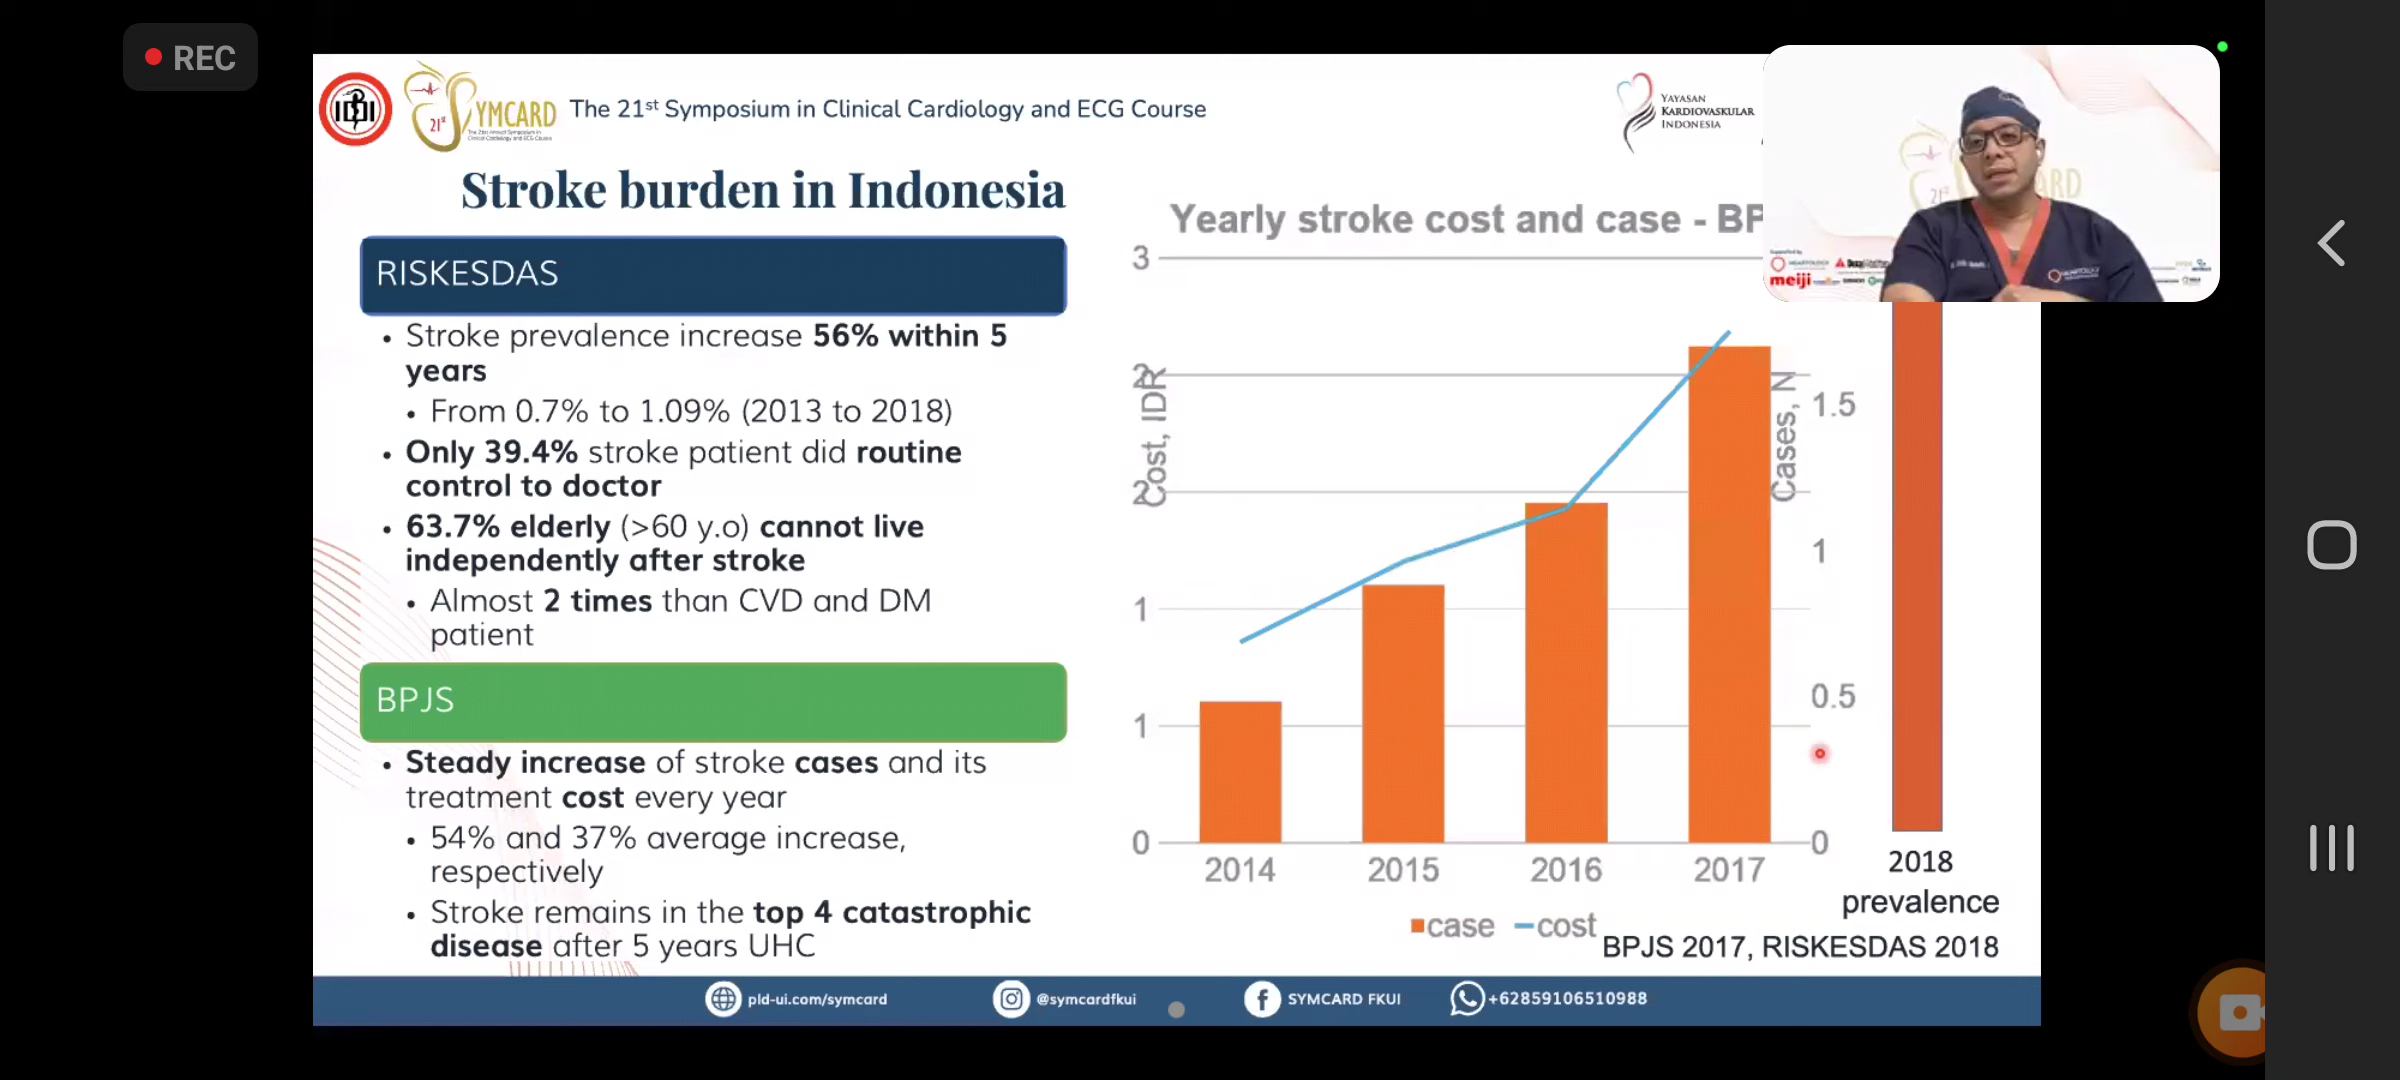 REC
IDI
21st
SYMCARD
The 21st Symposium in Clinical Cardiology and ECG Course
YAYASAN
KARDIOVASKULAR
INDONESIA
Stroke burden in Indonesia
RISKESDAS
• Stroke prevalence increase 56% within 5
years
• From 0.7% to 1.09% (2013 to 2018)
• Only 39.4% stroke patient did routine
control to doctor
• 63.7% elderly (>60 y.o) cannot live
independently after stroke
• Almost 2 times than CVD and DM
patient
BPJS
• Steady increase of stroke cases and its
treatment cost every year
• 54% and 37% average increase,
respectively
• Stroke remains in the top 4 catastrophic
disease after 5 years UHC
Yearly stroke cost and case - BP
3
2
2
1
1
0
Cost, IDR
Cases, N
1.5
1
0.5
0
2014 2015 2016 2017
2018
prevalence
case cost
BPJS 2017, RISKESDAS 2018
meiji
pld-ui.com/symcard @symcardfkui SYMCARD FKUI +62859106510988